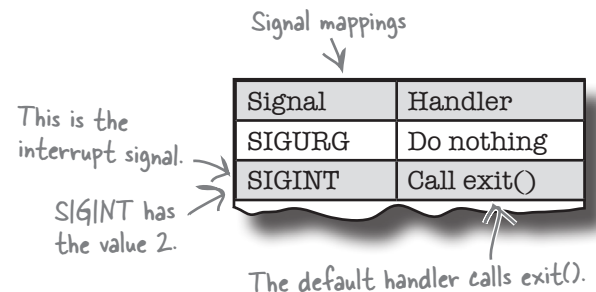 Signal mappings
Signal Handler
SIGURG Do nothing
SIGINT Call exit()
This is the
interrupt signal.
SIGINT has
the value 2.
The default handler calls exit().